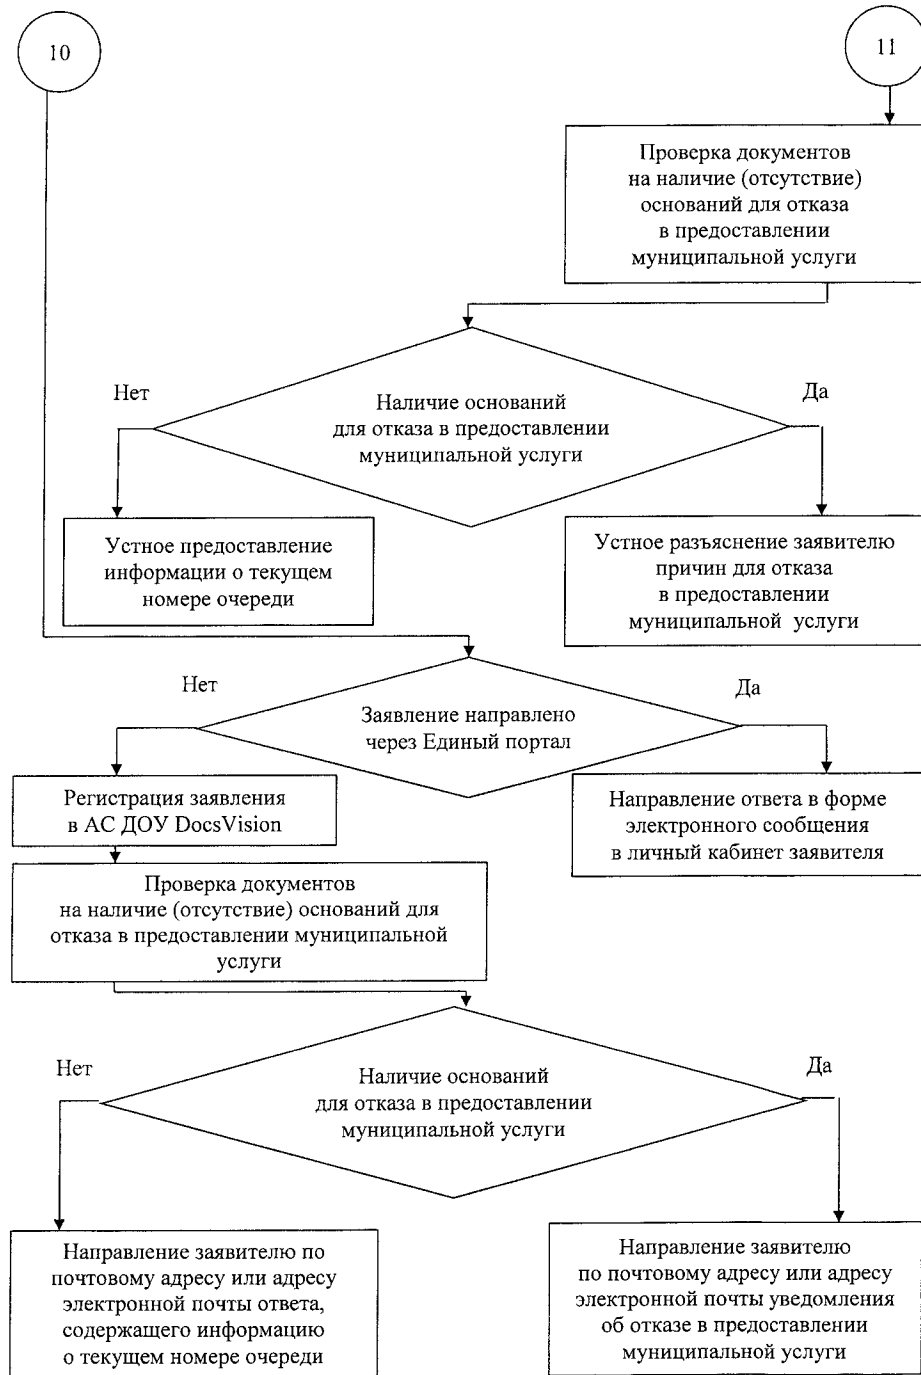 10
11
Проверка документов
на наличие (отсутствие)
оснований для отказа
в предоставлении
муниципальной услуги
Нет
Да
Наличие оснований
для отказа в предоставлении
муниципальной услуги
Устное предоставление
информации о текущем
номере очереди
Устное разъяснение заявителю
причин для отказа
в предоставлении
муниципальной услуги
Нет
Да
Заявление направлено
через Единый портал
Регистрация заявления
в АС ДОУ DocsVision
Направление ответа в форме
электронного сообщения
в личный кабинет заявителя
Проверка документов
на наличие (отсутствие) оснований для
отказа в предоставлении муниципальной
услуги
Нет
Да
Наличие оснований
для отказа в предоставлении
муниципальной услуги
Направление заявителю по
почтовому адресу или адресу
электронной почты ответа,
содержащего информацию
о текущем номере очереди
Направление заявителю
по почтовому адресу или адресу
электронной почты уведомления
об отказе в предоставлении
муниципальной услуги